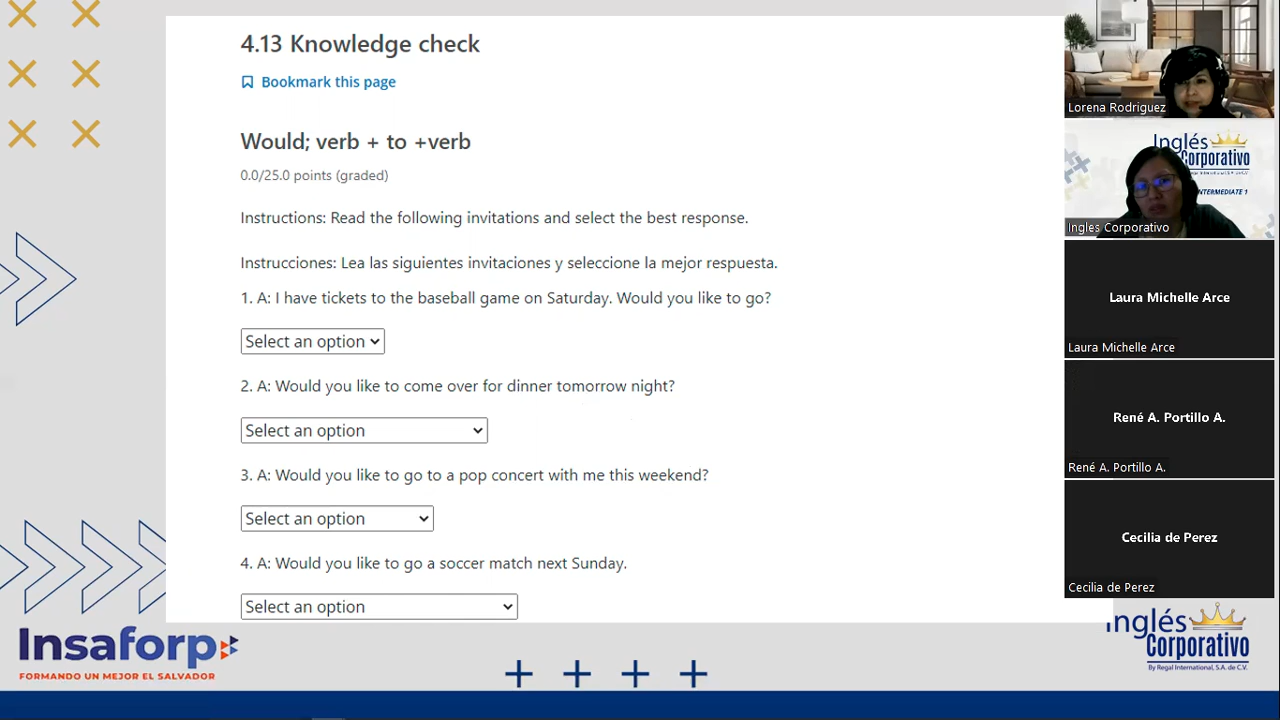 4.13 Knowledge check
Bookmark this page
Would; verb + to +verb
0.0/25.0 points (graded)
Instructions: Read the following invitations and select the best response.
Instrucciones: Lea las siguientes invitaciones y seleccione la mejor respuesta.
1. A: I have tickets to the baseball game on Saturday. Would you like to go?
Select an option
2. A: Would you like to come over for dinner tomorrow night?
Select an option
3. A: Would you like to go to a pop concert with me this weekend?
Select an option
4. A: Would you like to go a soccer match next Sunday.
Select an option
Insaforp
FORMANDO UN MEJOR EL SALVADOR
Lorena Rodriguez
Inglés
Corporativo
INTERMEDIATE 1
Ingles Corporativo
Laura Michelle Arce
Laura Michelle Arce
René A. Portillo A.
René A. Portillo A.
Cecilia de Perez
Cecilia de Perez
Inglés
Corporativo
By Regal International, S.A. de C.V.